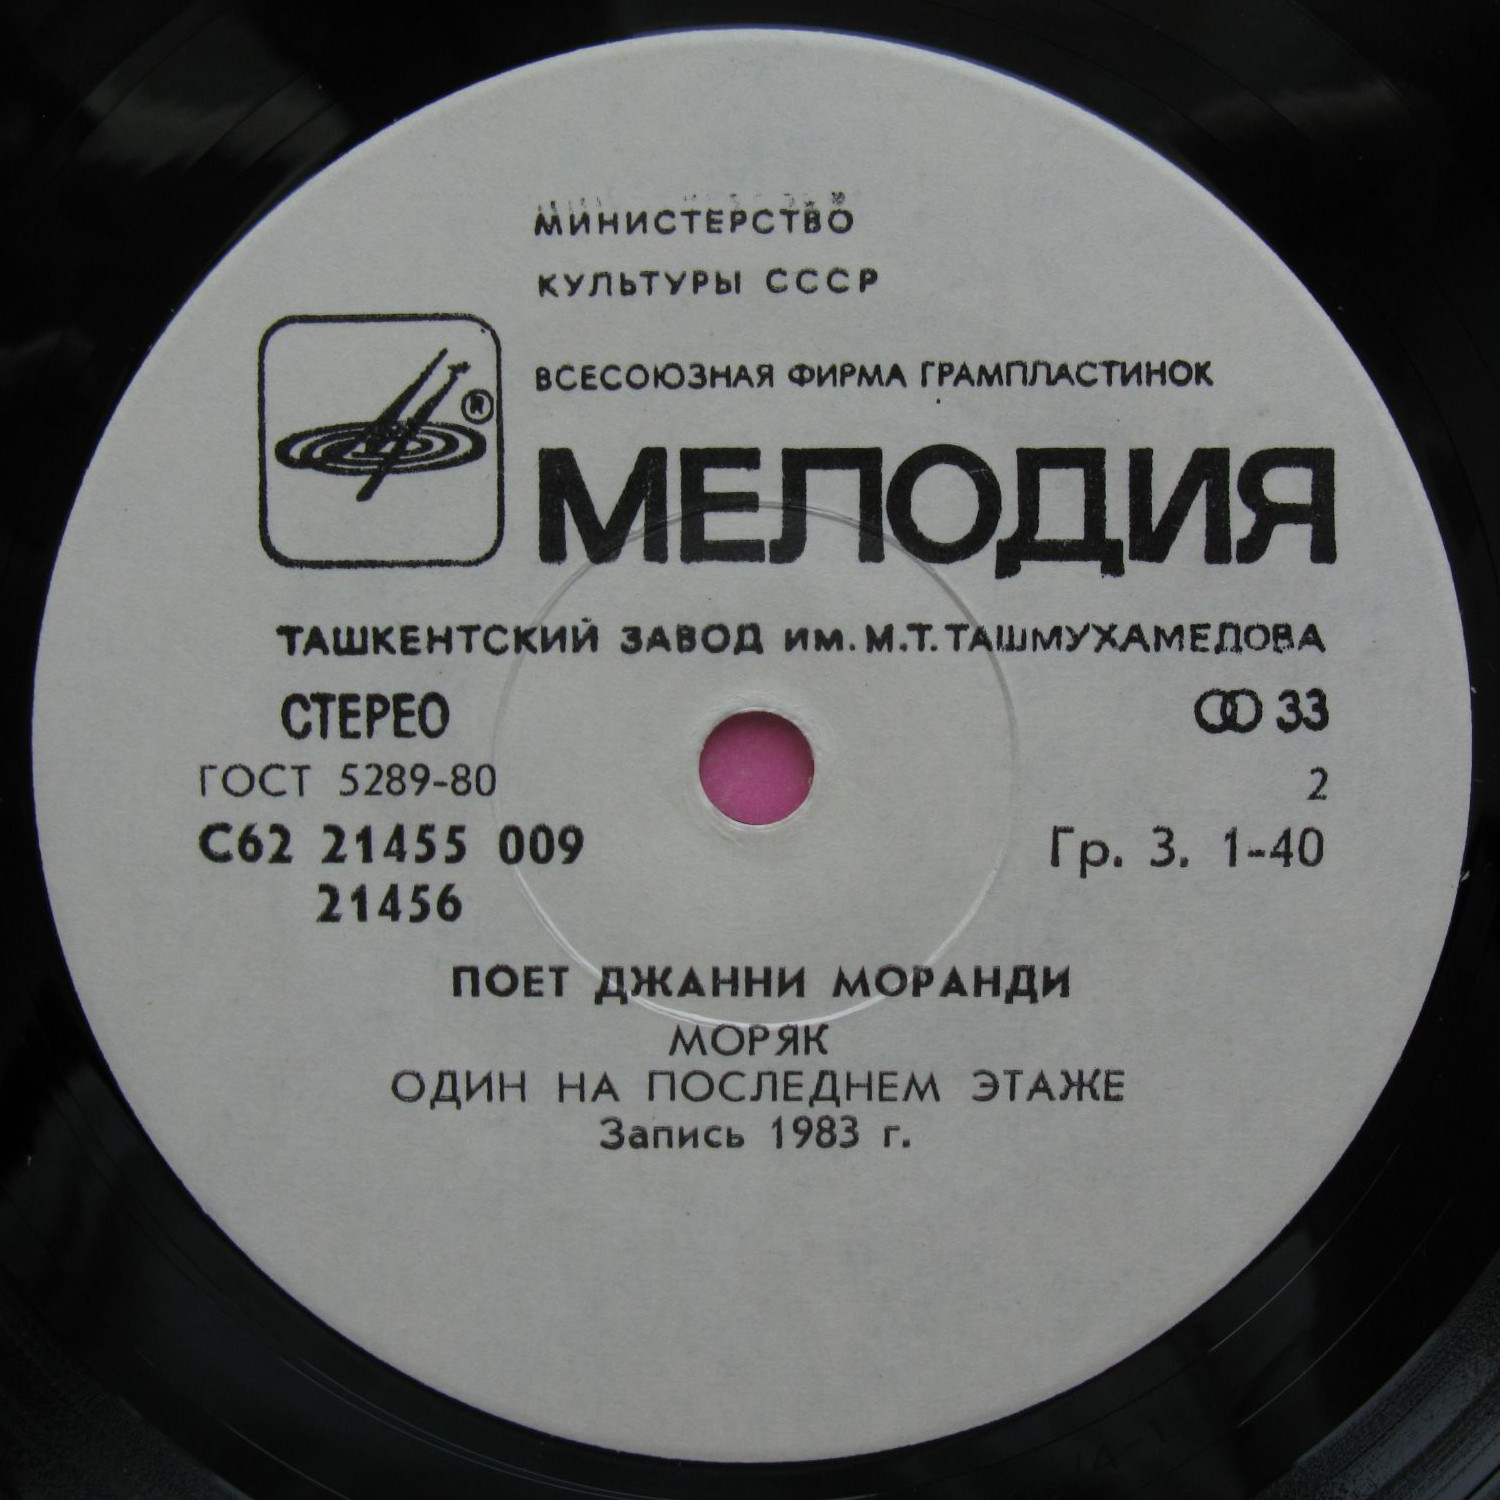 МИНИСТЕРСТВО
КУЛЬТУРЫ СССР
ВСЕСОЮЗНАЯ ФИРМА ГРАМПЛАСТИНОК
®
МЕЛОДИЯ
ТАШКЕНТСКИЙ ЗАВОД им. М.Т. ТАШМУХАМЕДОВА
СТЕРЕО 33
ГОСТ 5289-80 2
С62 21455 009 Гр. 3. 1-40
21456
ПОЕТ ДЖАННИ МОРАНДИ
МОРЯК
ОДИН НА ПОСЛЕДНЕМ ЭТАЖЕ
Запись 1983 г.